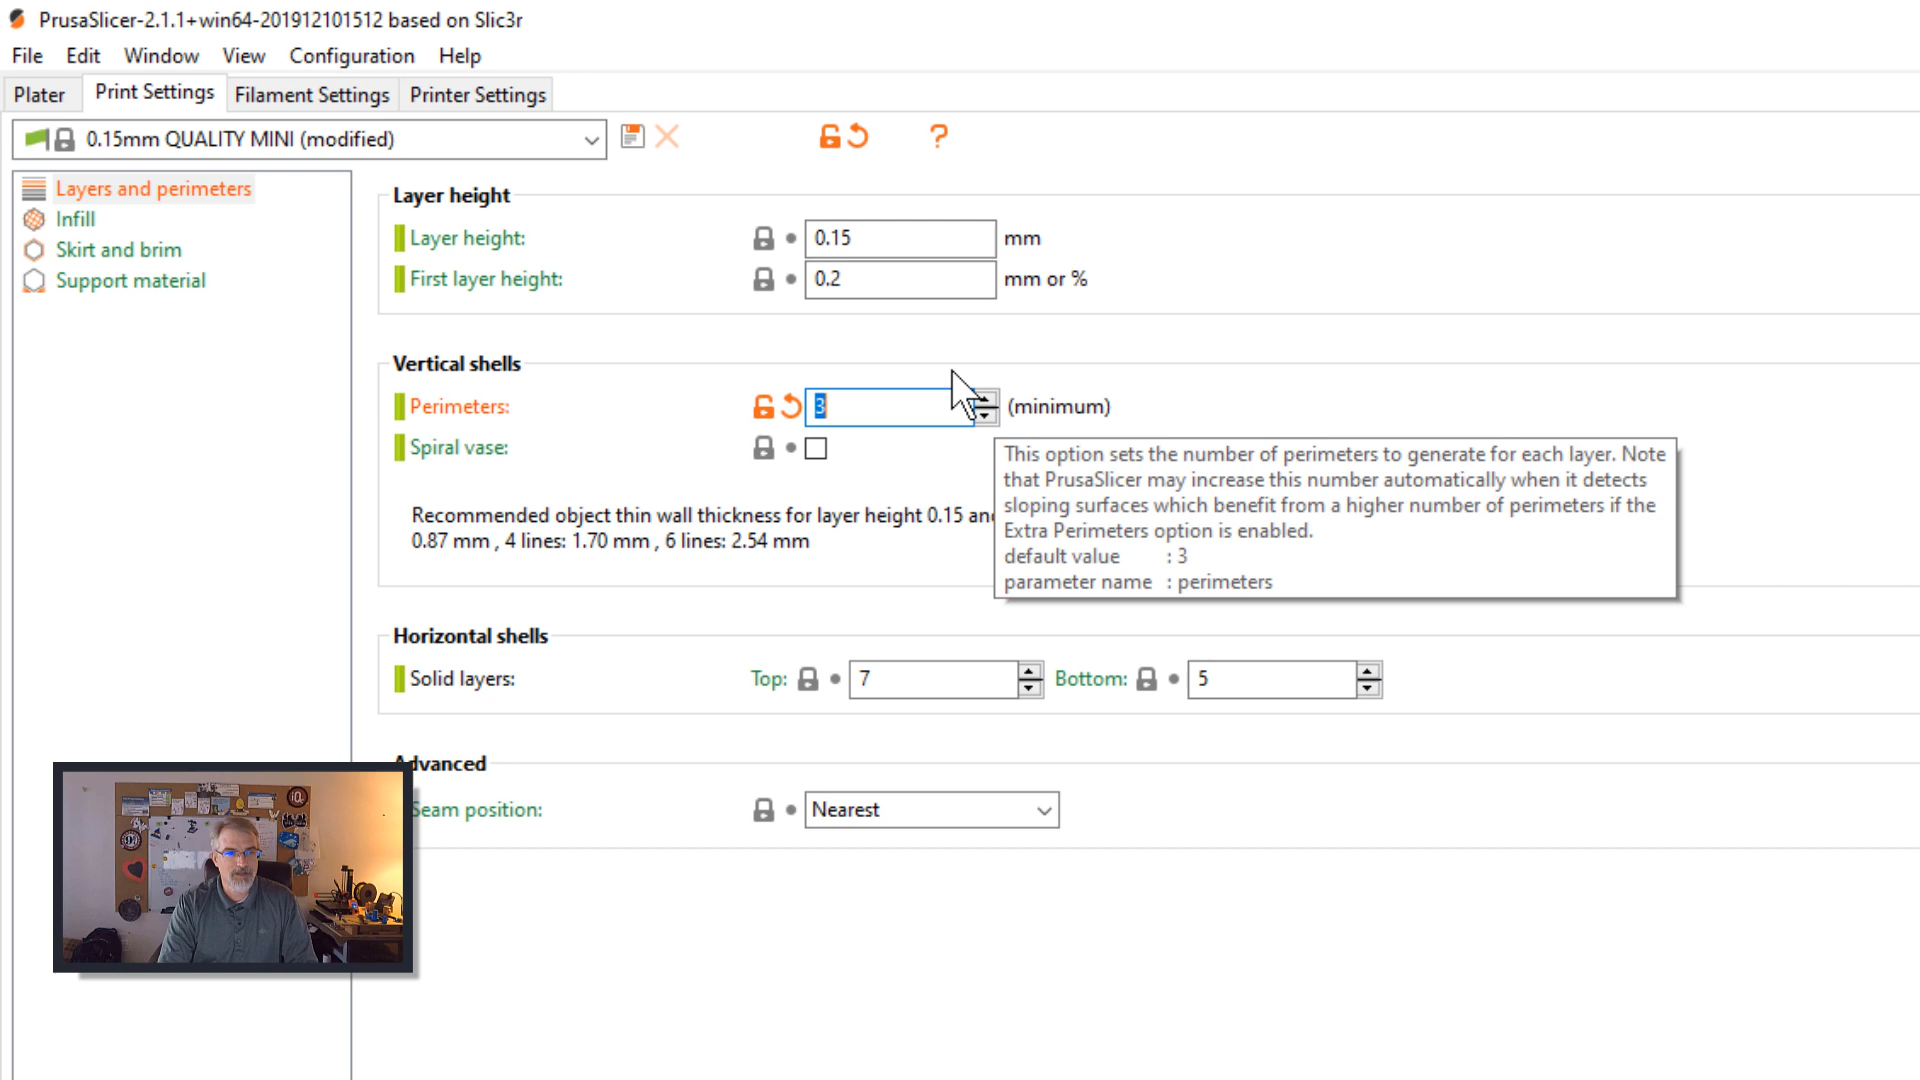 PrusaSlicer-2.1.1+win64-201912101512 based on Slic3r
File Edit Window View Configuration Help
Plater Print Settings Filament Settings Printer Settings
0.15mm QUALITY MINI (modified) ?
Layers and perimeters
Infill
Skirt and brim
Support material
Layer height
Layer height: 0.15 mm
First layer height: 0.2 mm or %
Vertical shells
Perimeters: 3 (minimum)
Spiral vase:
Recommended object thin wall thickness for layer height 0.15 and
0.87 mm , 4 lines: 1.70 mm , 6 lines: 2.54 mm
This option sets the number of perimeters to generate for each layer. Note
that PrusaSlicer may increase this number automatically when it detects
sloping surfaces which benefit from a higher number of perimeters if the
Extra Perimeters option is enabled.
default value : 3
parameter name : perimeters
Horizontal shells
Solid layers: Top: 7 Bottom: 5
Advanced
Seam position: Nearest